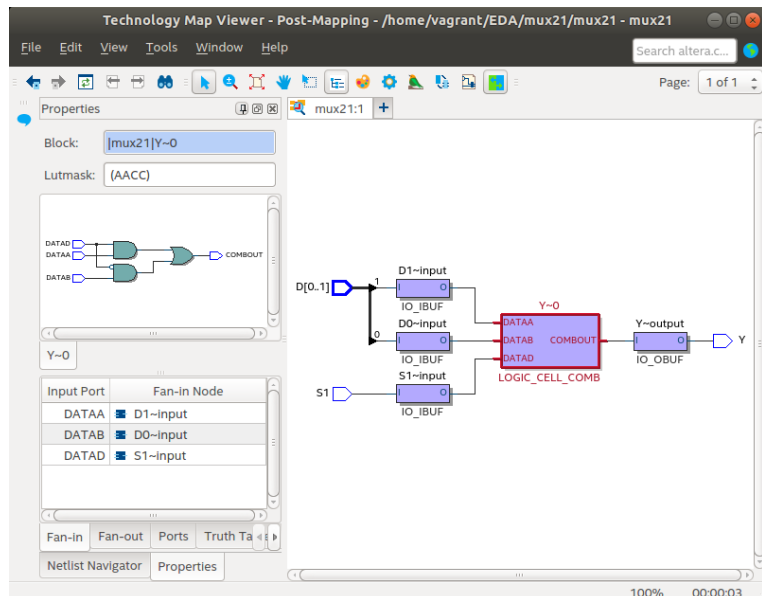 Technology Map Viewer - Post-Mapping - /home/vagrant/EDA/mux21/mux21 - mux21
File Edit View Tools Window Help
Search altera.c...
Page: 1 of 1
Properties
mux21:1
Block: |mux21|Y~0
Lutmask: (AACC)
DATAD
DATAA
DATAB
COMBOUT
Y~0
Input Port Fan-in Node
DATAA D1~input
DATAB D0~input
DATAD S1~input
Fan-in Fan-out Ports Truth Ta
Netlist Navigator Properties
D[0..1]
1
0
D1~input
I O
IO_IBUF
D0~input
I O
IO_IBUF
S1
S1~input
I O
IO_IBUF
Y~0
DATAA
DATAB COMBOUT
DATAD
LOGIC_CELL_COMB
Y~output
I O
IO_OBUF
Y
100% 00:00:03